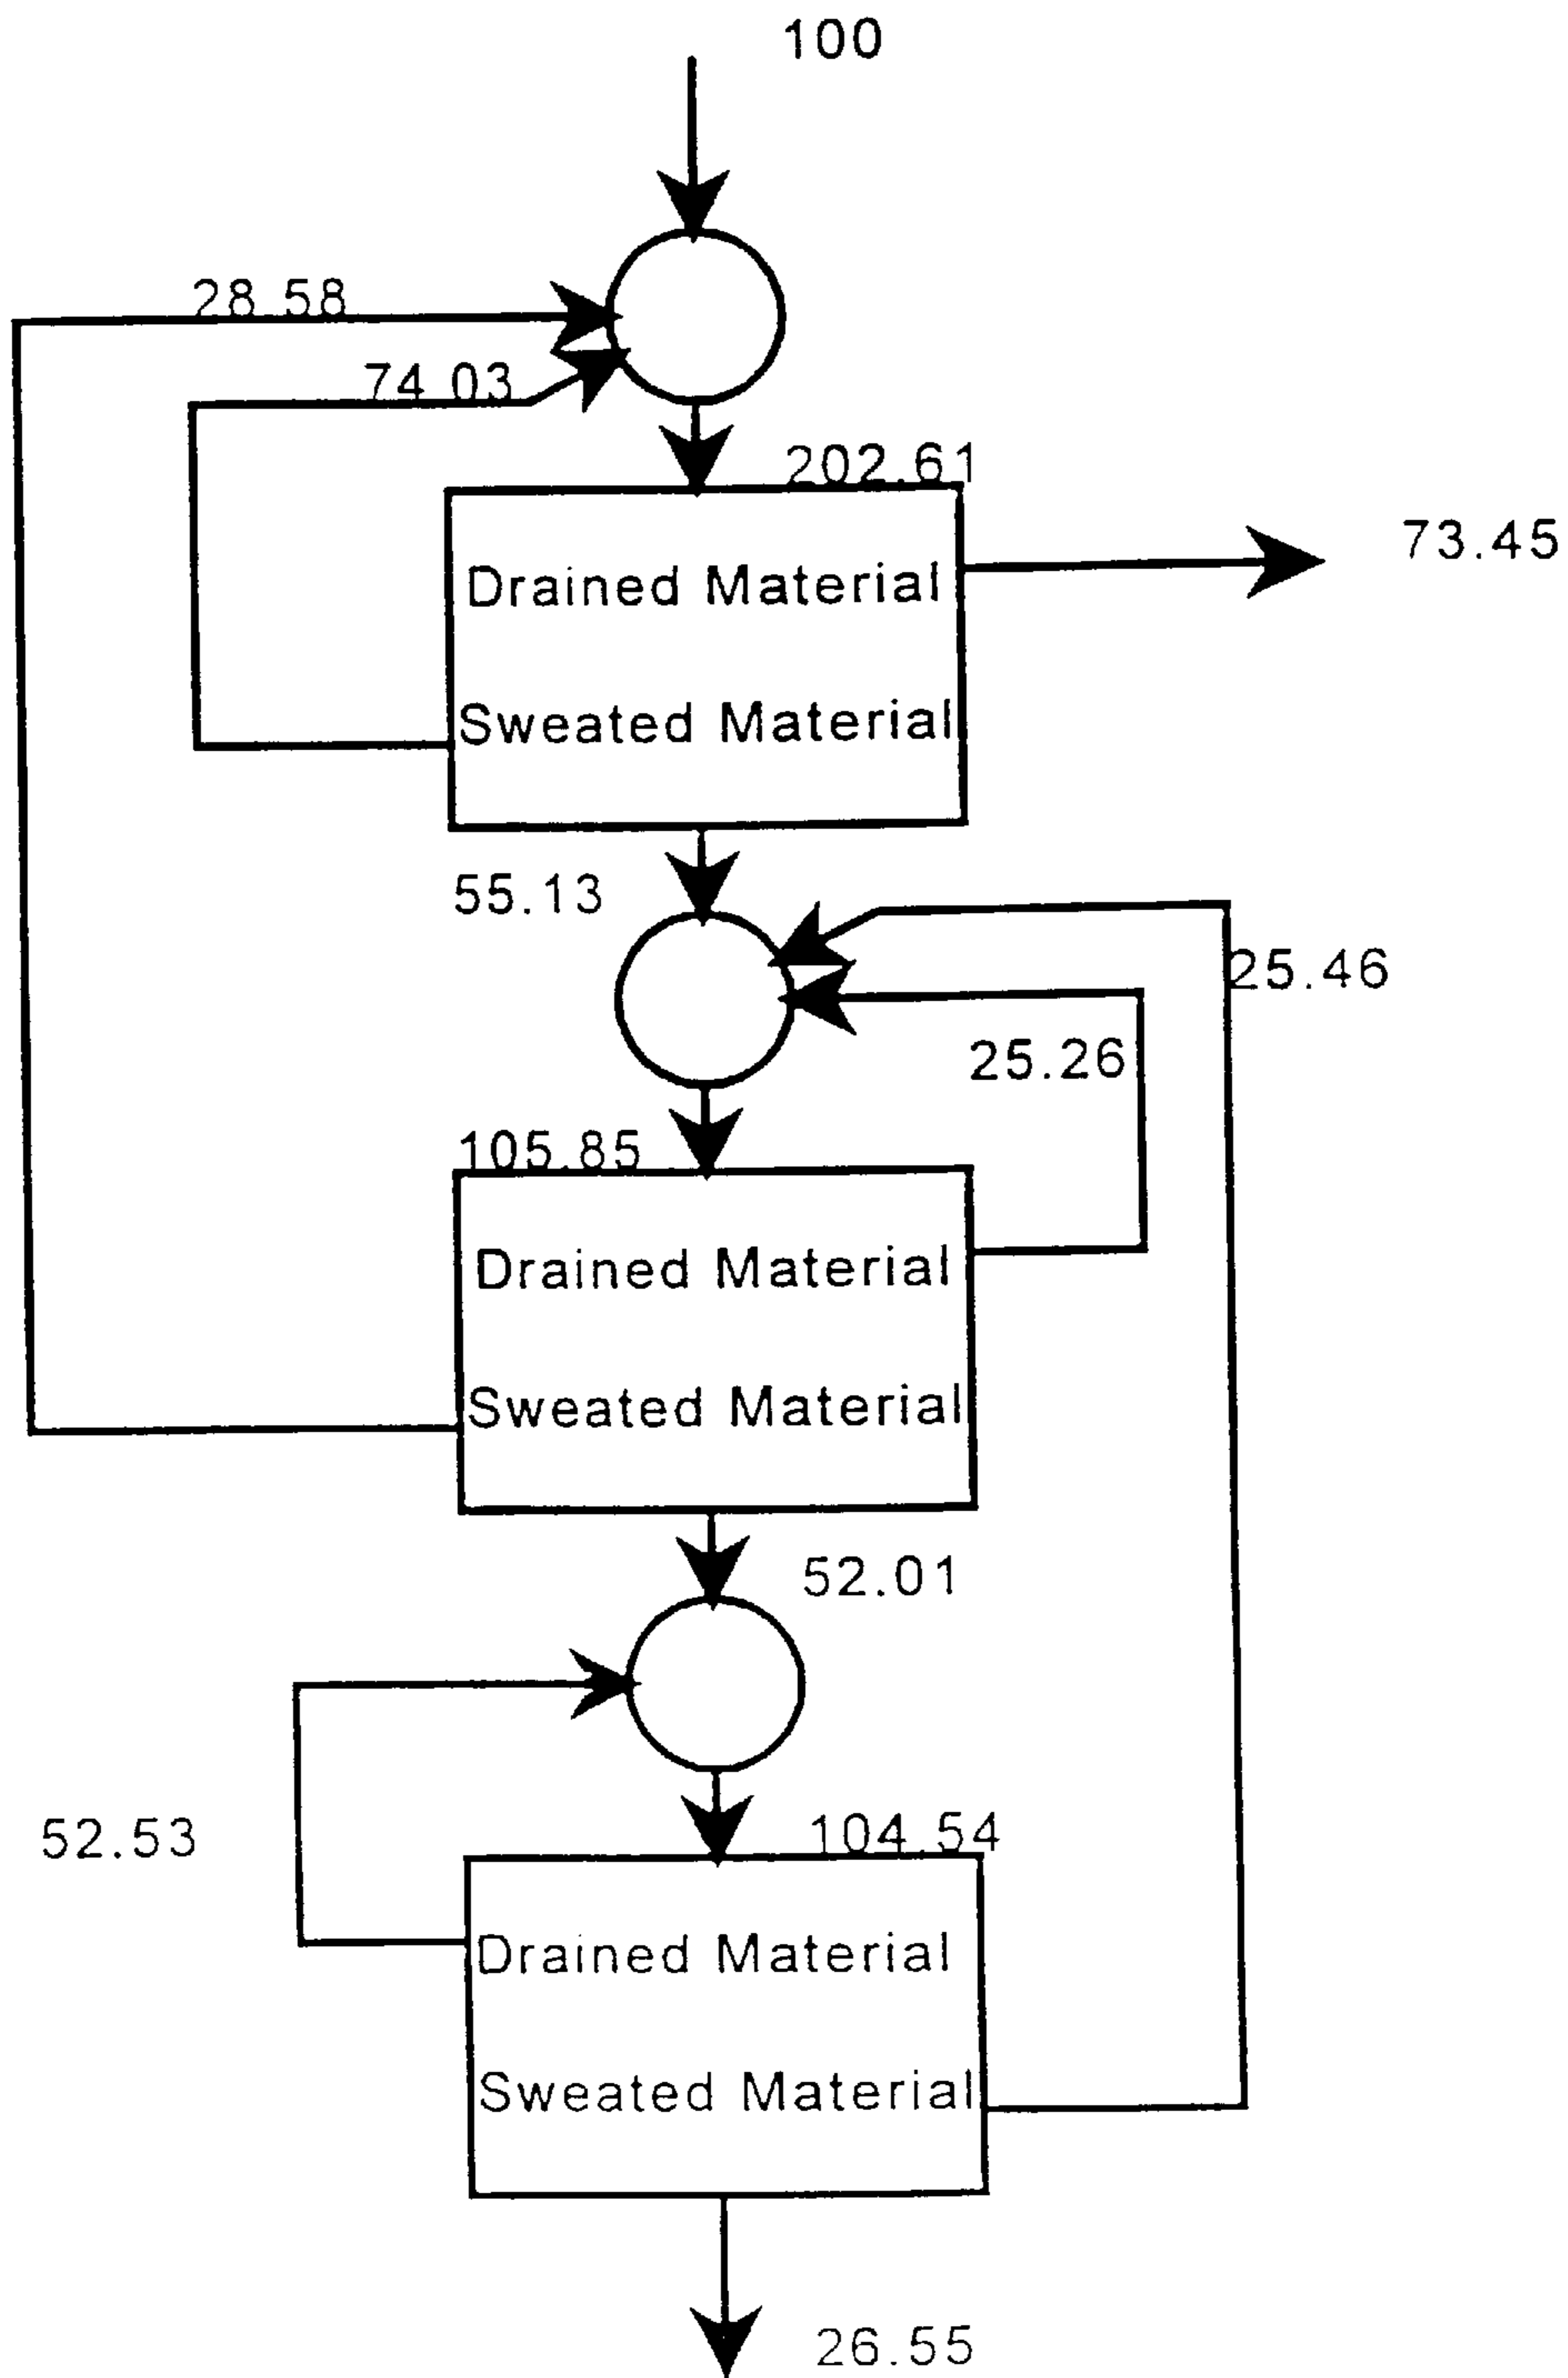 100
28.58
74.03
202.61
73.45
Drained Material
Sweated Material
55.13
25.46
25.26
105.85
Drained Material
Sweated Material
52.01
52.53
104.54
Drained Material
Sweated Material
26.55